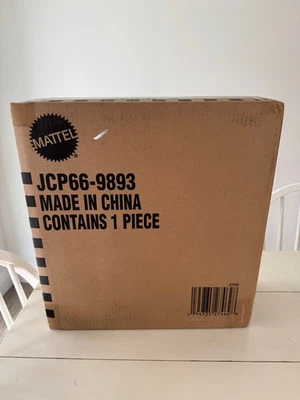 MATTEL
JCP66-9893
MADE IN CHINA
CONTAINS 1 PIECE